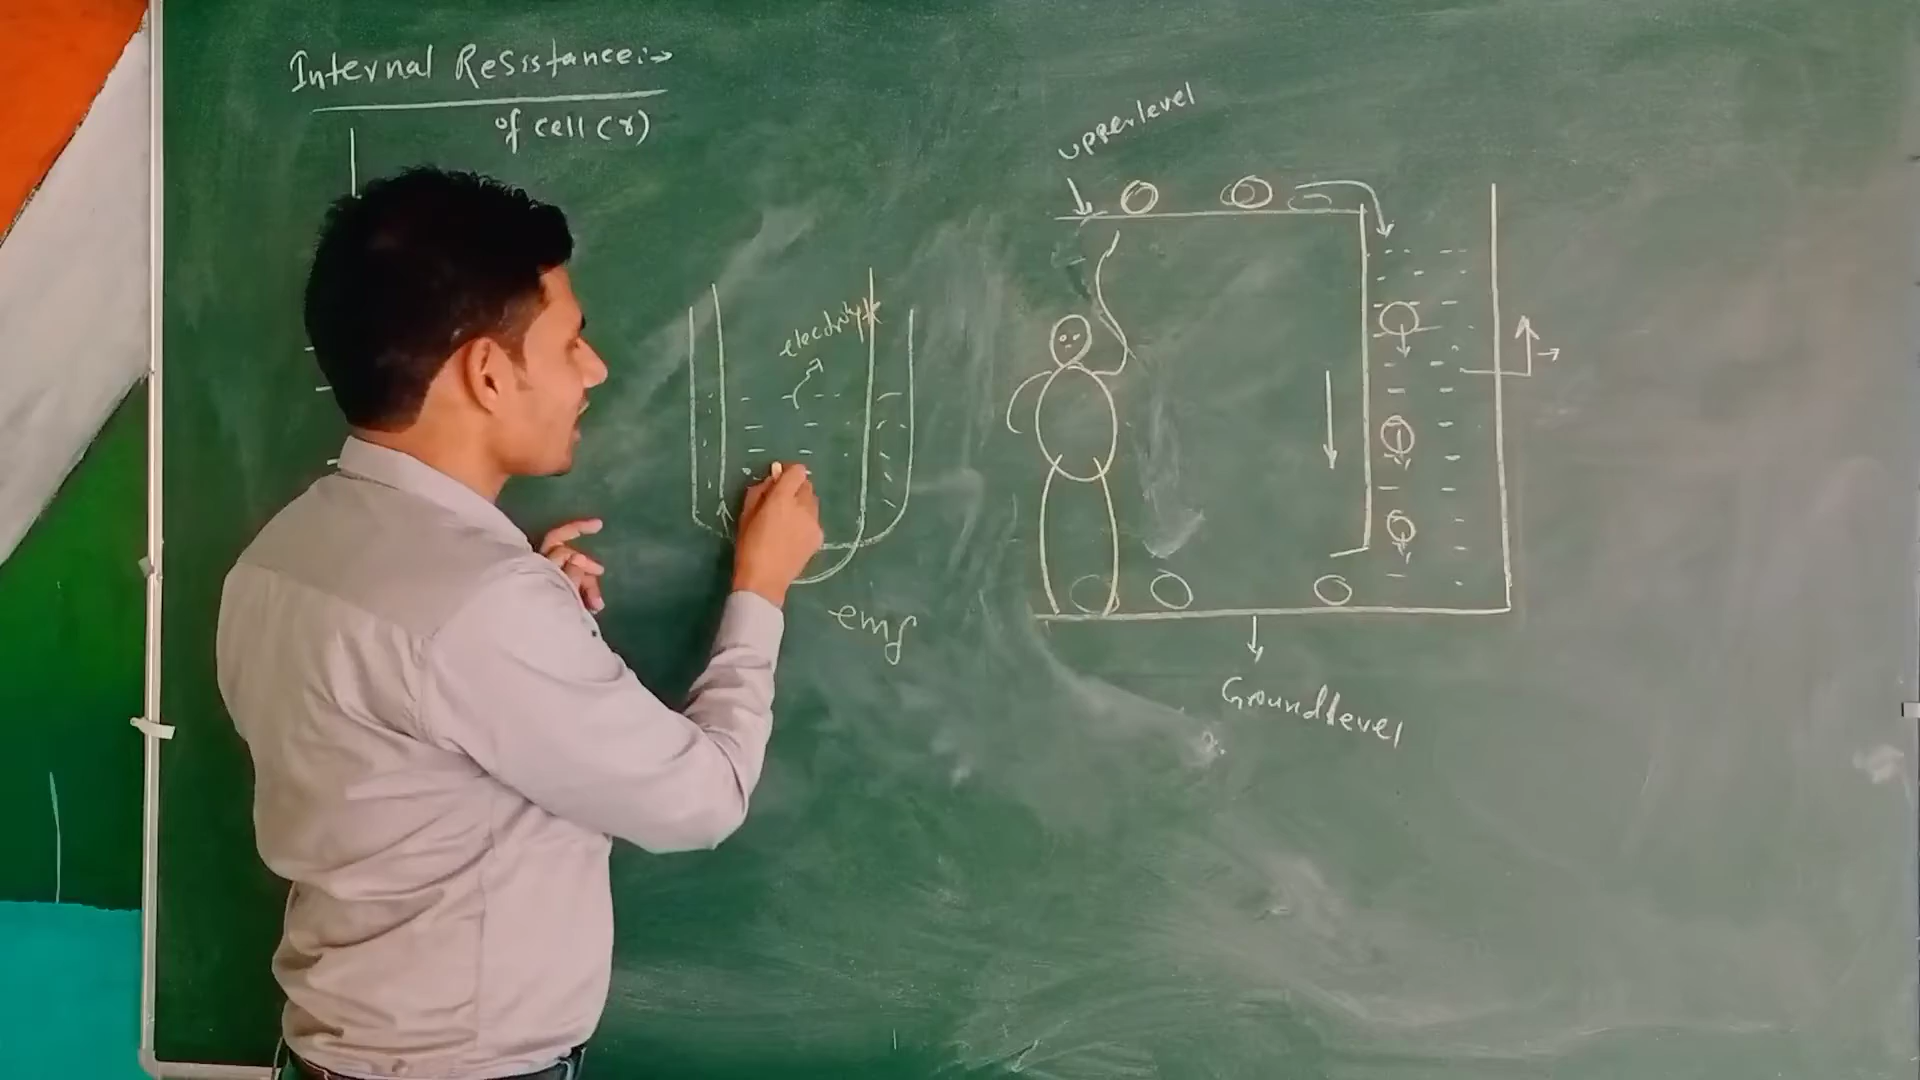 Internal Resistance:→
of cell (r)
upperlevel
electrolyte
emf
Groundlevel